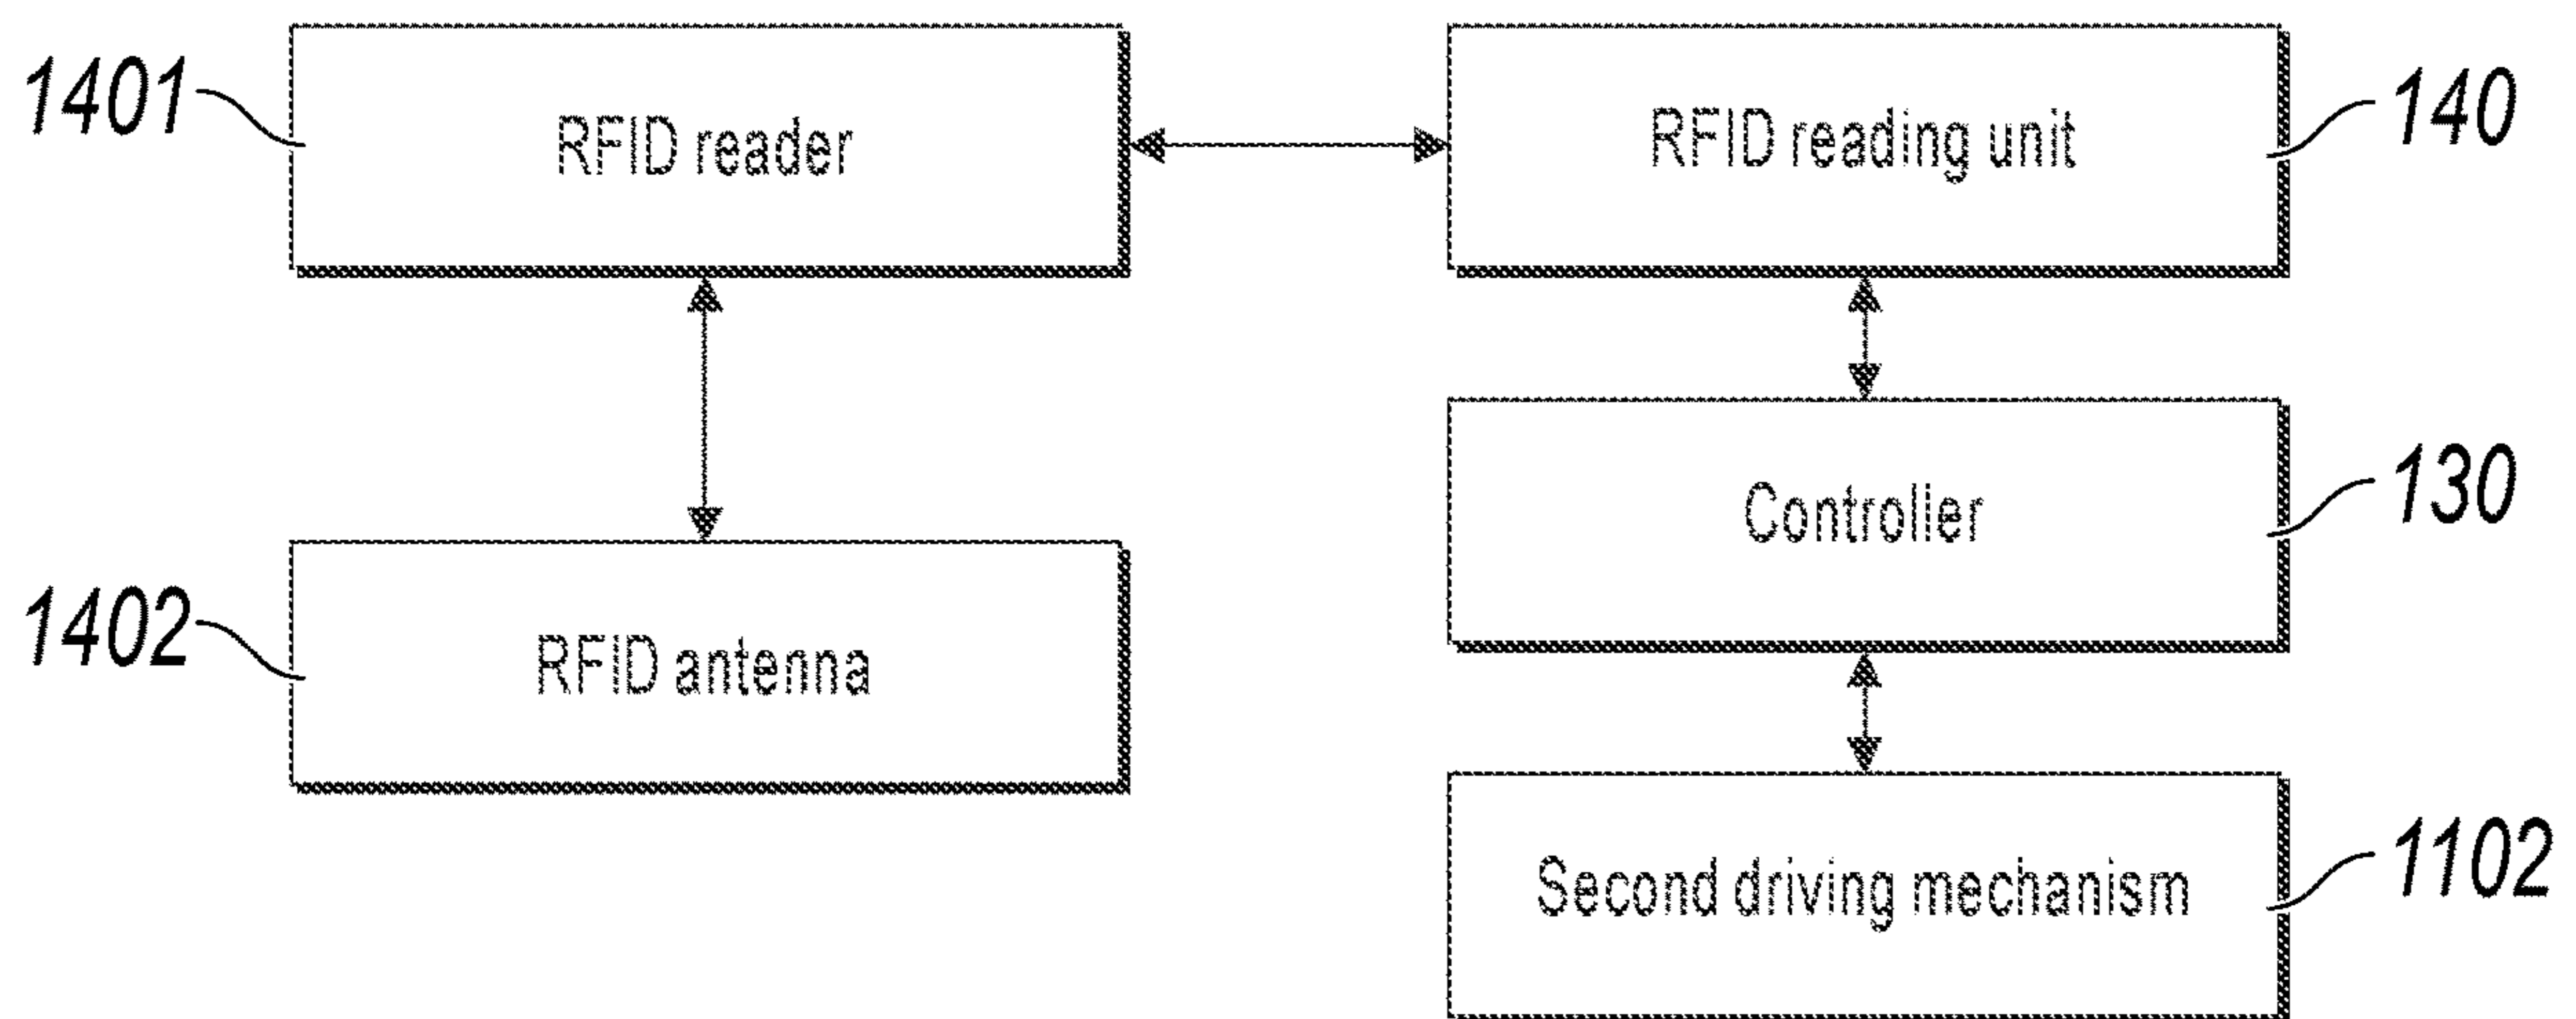 1401
RFID reader
RFID reading unit
140
Controller
130
1402
RFID antenna
Second driving mechanism
1102